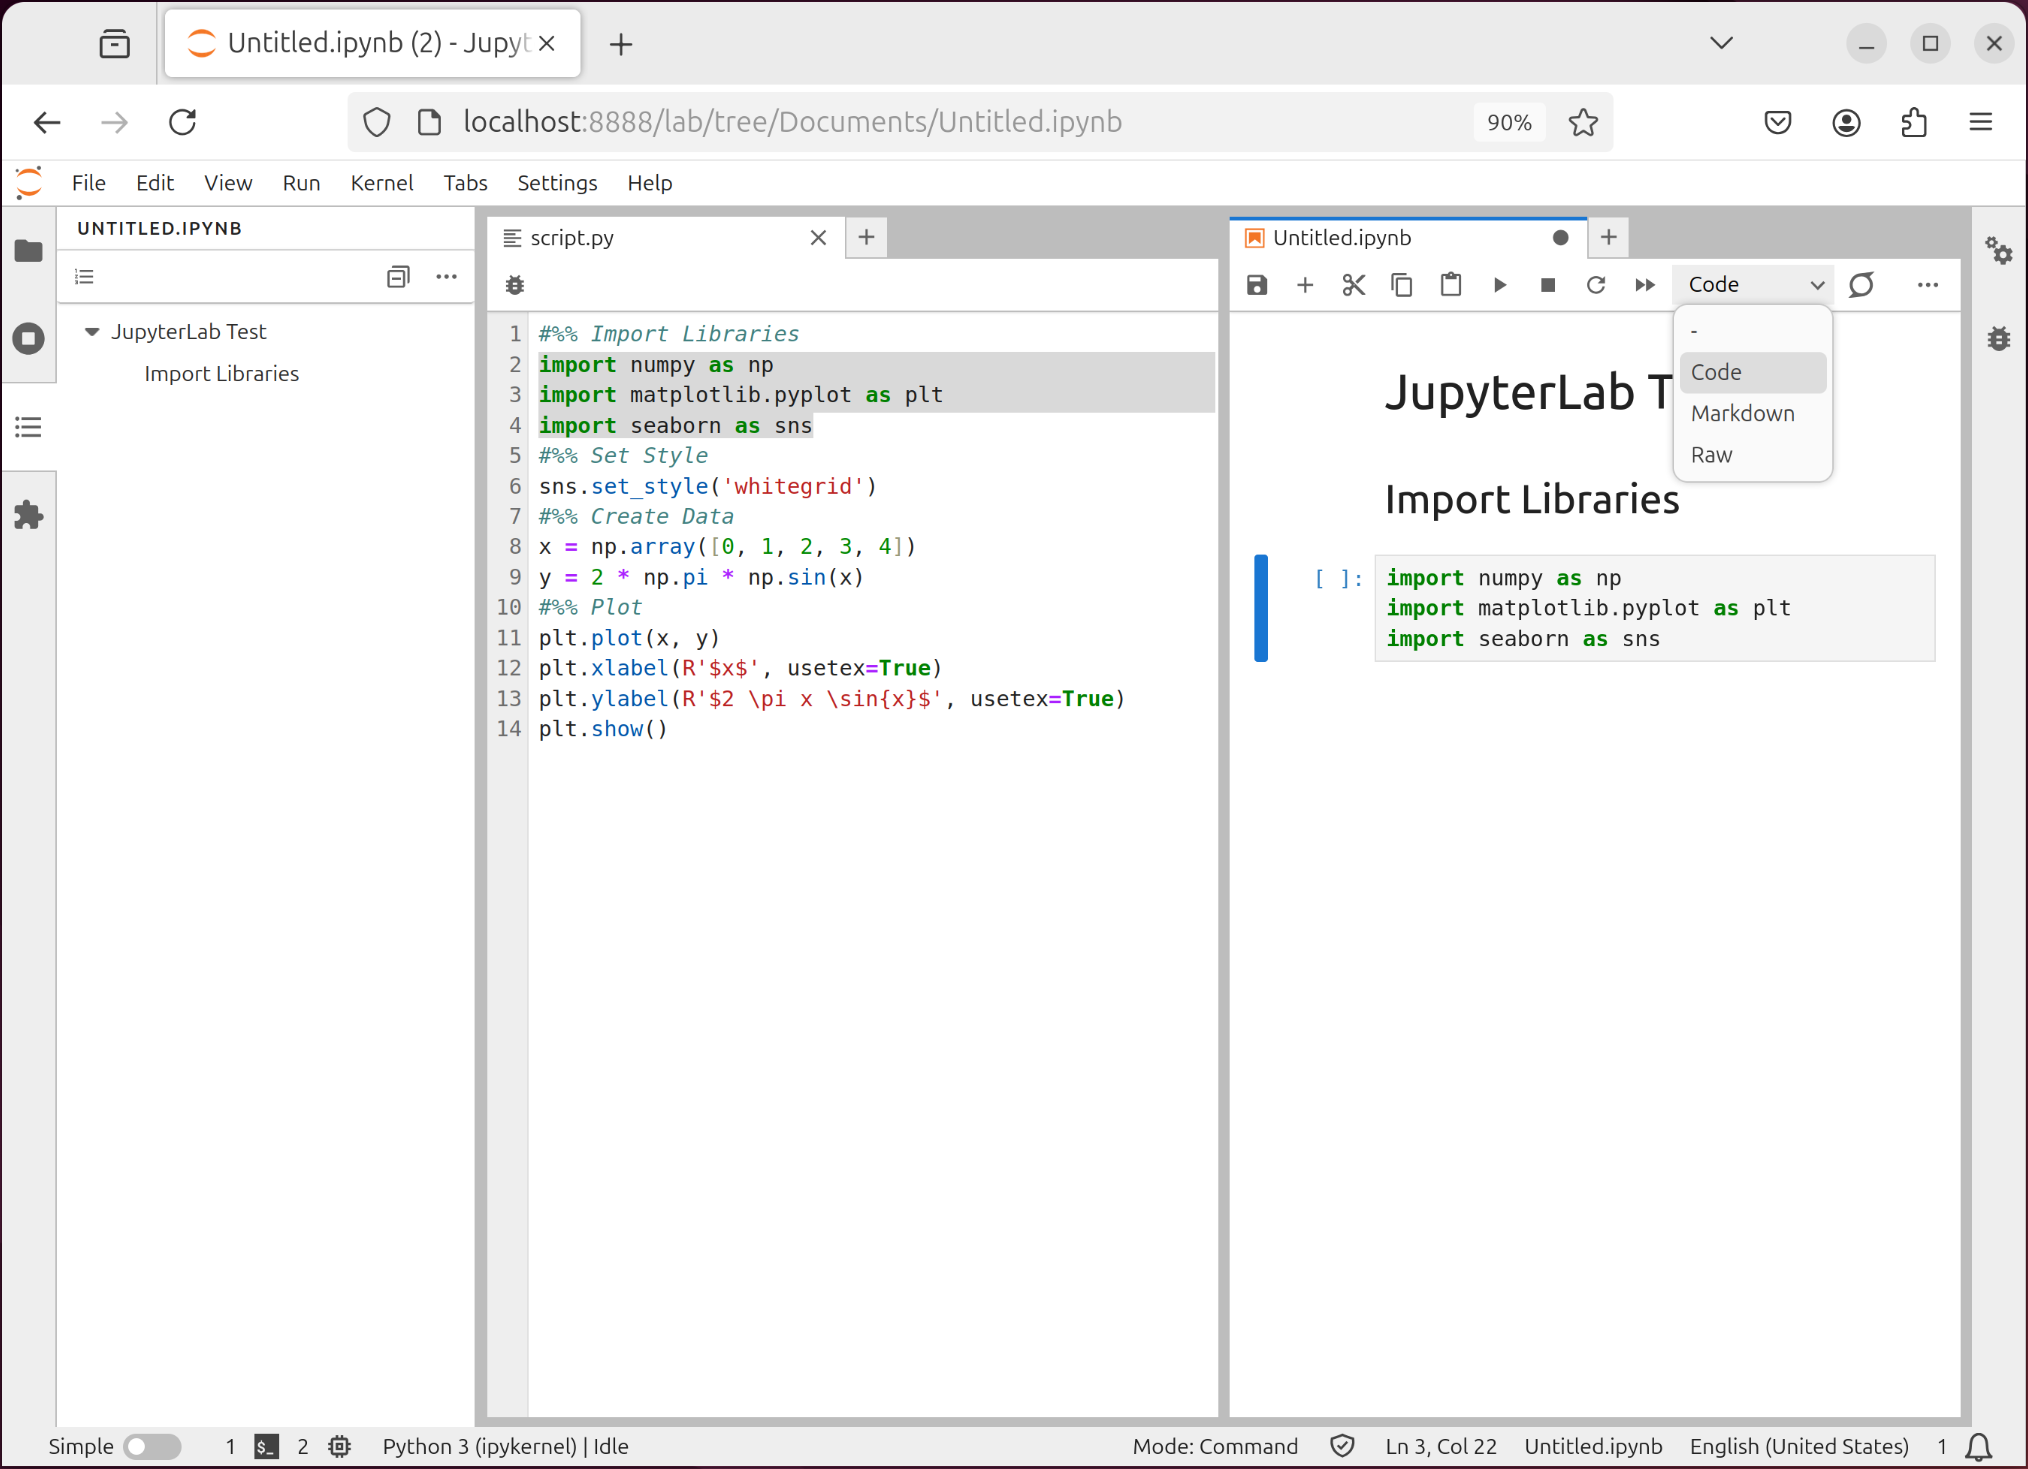 Untitled.ipynb (2) - Jupyt
localhost:8888/lab/tree/Documents/Untitled.ipynb
90%
File Edit View Run Kernel Tabs Settings Help
UNTITLED.IPYNB
JupyterLab Test
Import Libraries
script.py
1 #%% Import Libraries
2 import numpy as np
3 import matplotlib.pyplot as plt
4 import seaborn as sns
5 #%% Set Style
6 sns.set_style('whitegrid')
7 #%% Create Data
8 x = np.array([0, 1, 2, 3, 4])
9 y = 2 * np.pi * np.sin(x)
10 #%% Plot
11 plt.plot(x, y)
12 plt.xlabel(R'$x$', usetex=True)
13 plt.ylabel(R'$2 \pi x \sin{x}$', usetex=True)
14 plt.show()
Untitled.ipynb
Code
-
Code
Markdown
Raw
JupyterLab T
Import Libraries
[ ]: import numpy as np
import matplotlib.pyplot as plt
import seaborn as sns
Simple 1 $_ 2 Python 3 (ipykernel) | Idle Mode: Command Ln 3, Col 22 Untitled.ipynb English (United States) 1